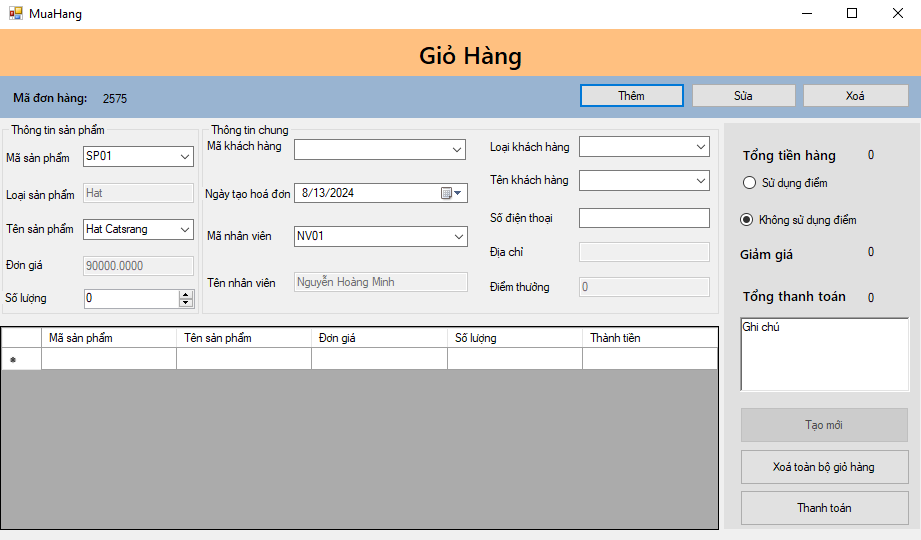 MuaHang
Giỏ Hàng
Mã đơn hàng: 2575
Thêm
Sửa
Xoá
Thông tin sản phẩm
Mã sản phẩm SP01
Loại sản phẩm Hat
Tên sản phẩm Hat Catsrang
Đơn giá 90000.0000
Số lượng 0
Thông tin chung
Mã khách hàng
Ngày tạo hoá đơn 8/13/2024
Mã nhân viên NV01
Tên nhân viên Nguyễn Hoàng Minh
Loại khách hàng
Tên khách hàng
Số điện thoại
Địa chỉ
Điểm thưởng 0
Tổng tiền hàng 0
Sử dụng điểm
Không sử dụng điểm
Giảm giá 0
Tổng thanh toán 0
Ghi chú
Tạo mới
Xoá toàn bộ giỏ hàng
Thanh toán
Mã sản phẩm Tên sản phẩm Đơn giá Số lượng Thành tiền